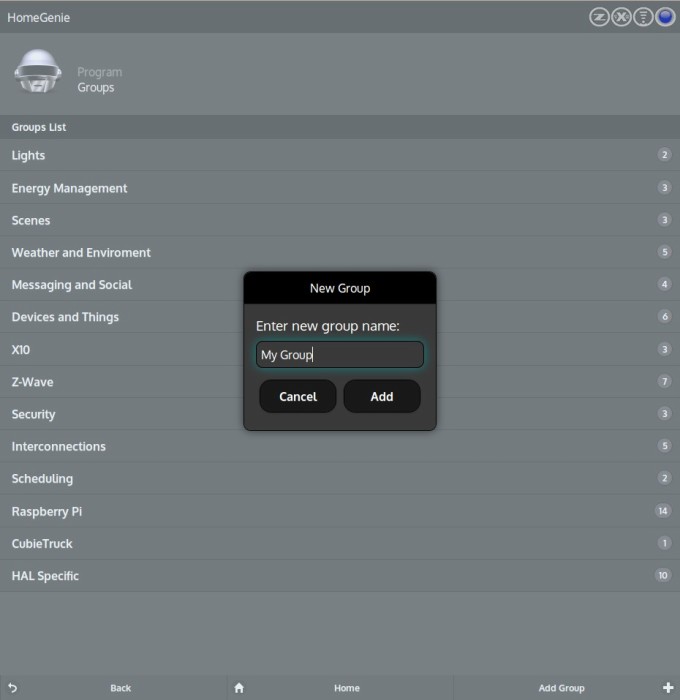 HomeGenie
Program
Groups
Groups List
Lights 2
Energy Management 3
Scenes 3
Weather and Enviroment 5
Messaging and Social 4
Devices and Things 6
X10 3
Z-Wave 7
Security 3
Interconnections 5
Scheduling 2
Raspberry Pi 14
CubieTruck 1
HAL Specific 10
New Group
Enter new group name:
My Group
Cancel Add
Back Home Add Group